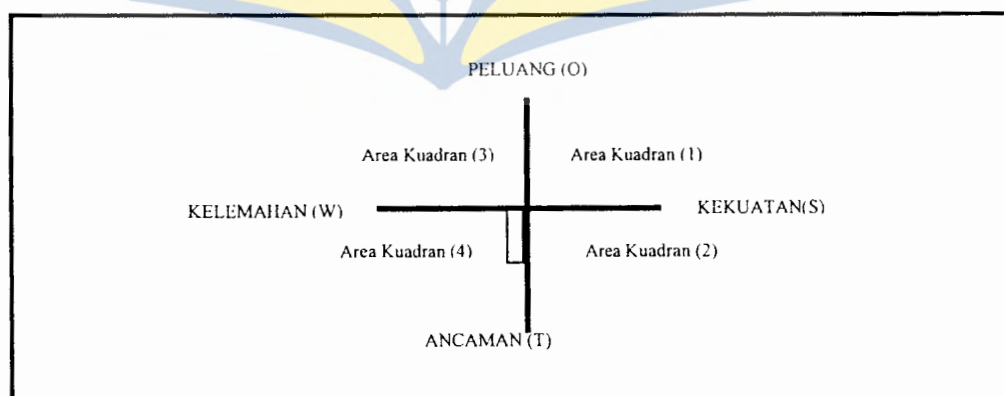 PELUANG (O)
Area Kuadran (3)
Area Kuadran (1)
KELEMAHAN (W)
KEKUATAN(S)
Area Kuadran (4)
Area Kuadran (2)
ANCAMAN (T)